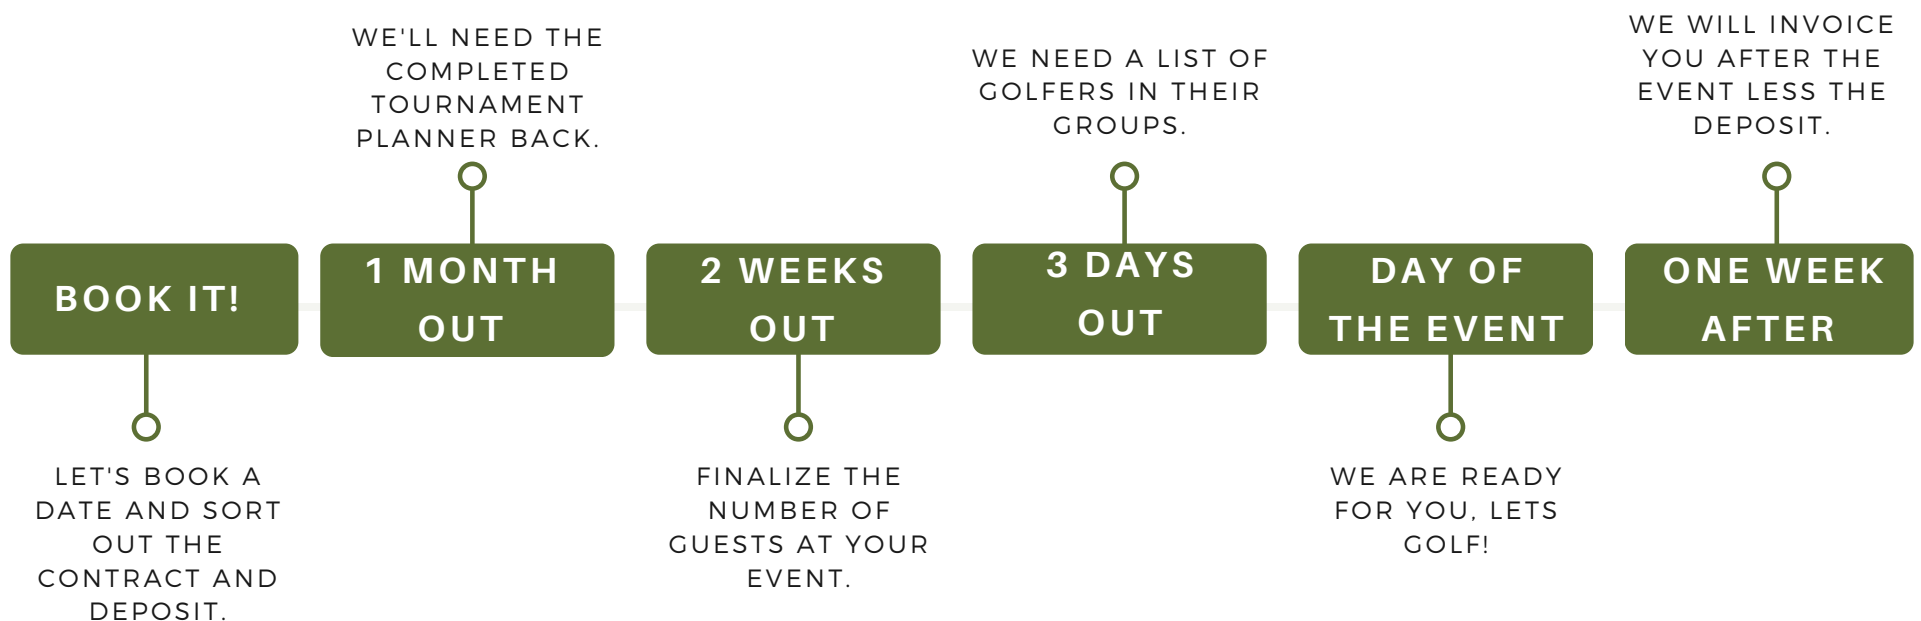 BOOK IT!
LET'S BOOK A
DATE AND SORT
OUT THE
CONTRACT AND
DEPOSIT.
WE'LL NEED THE
COMPLETED
TOURNAMENT
PLANNER BACK.
1 MONTH
OUT
2 WEEKS
OUT
FINALIZE THE
NUMBER OF
GUESTS AT YOUR
EVENT.
WE NEED A LIST OF
GOLFERS IN THEIR
GROUPS.
3 DAYS
OUT
DAY OF
THE EVENT
WE ARE READY
FOR YOU, LETS
GOLF!
WE WILL INVOICE
YOU AFTER THE
EVENT LESS THE
DEPOSIT.
ONE WEEK
AFTER